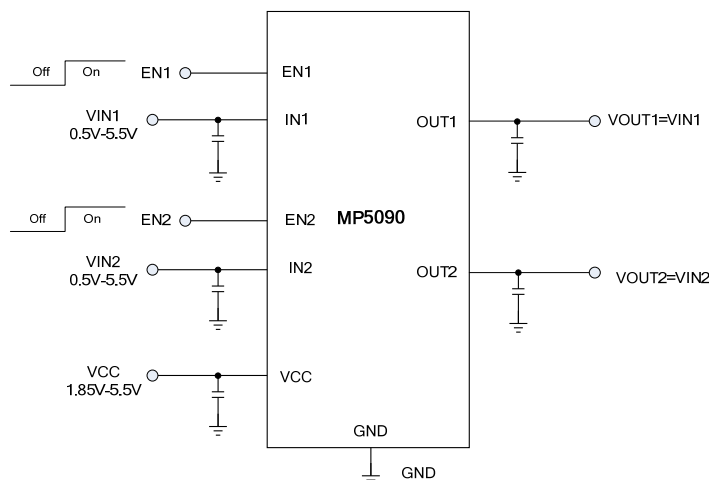 Off On EN1 EN1
VIN1
0.5V-5.5V
IN1
OUT1 VOUT1=VIN1
Off On EN2 EN2 MP5090
VIN2
0.5V-5.5V
IN2
OUT2 VOUT2=VIN2
VCC
1.85V-5.5V
VCC
GND
GND